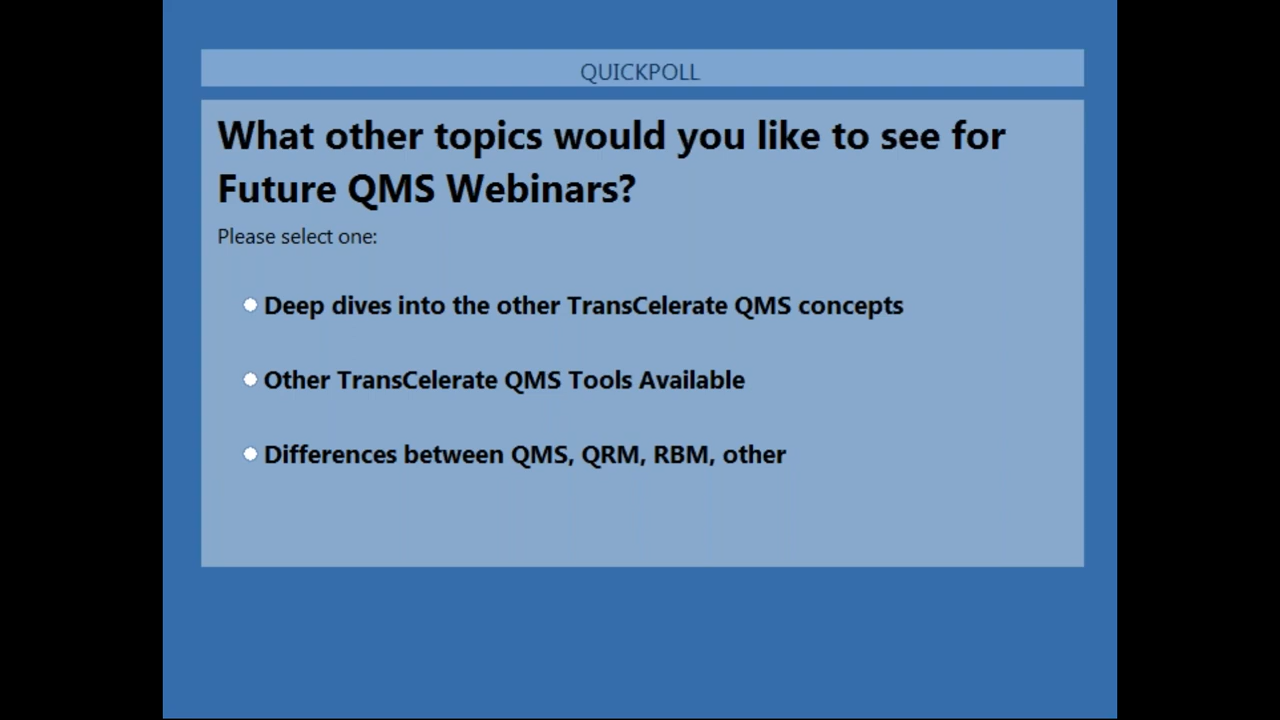 QUICKPOLL
What other topics would you like to see for
Future QMS Webinars?
Please select one:
Deep dives into the other TransCelerate QMS concepts
Other TransCelerate QMS Tools Available
Differences between QMS, QRM, RBM, other